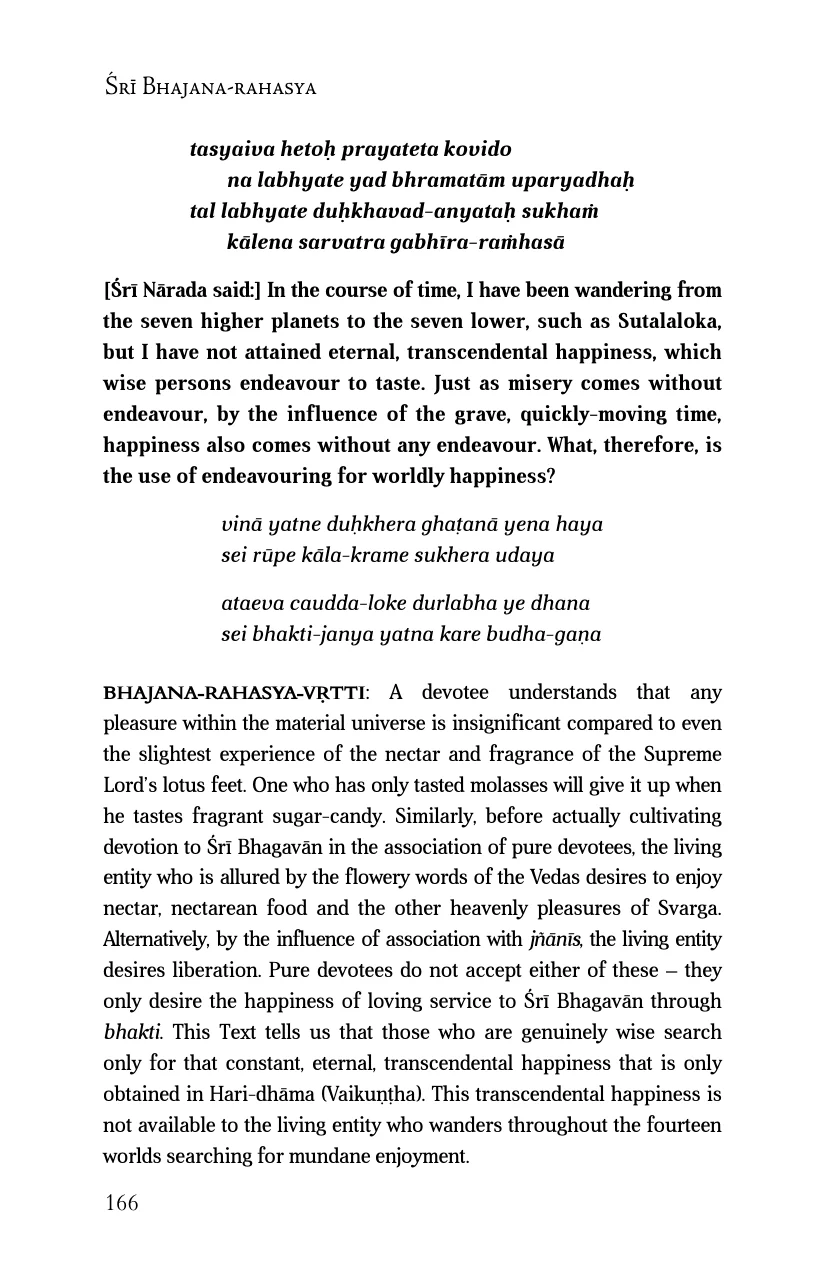 Śrī Bhajana-rahasya
tasyaiva hetoḥ prayateta kovido
na labhyate yad bhramatām uparyadhaḥ
tal labhyate duḥkhavad-anyataḥ sukhaṁ
kālena sarvatra gabhīra-raṁhasā
[Śrī Nārada said:] In the course of time, I have been wandering from
the seven higher planets to the seven lower, such as Sutalaloka,
but I have not attained eternal, transcendental happiness, which
wise persons endeavour to taste. Just as misery comes without
endeavour, by the influence of the grave, quickly-moving time,
happiness also comes without any endeavour. What, therefore, is
the use of endeavouring for worldly happiness?
vinā yatne duḥkhera ghaṭanā yena haya
sei rūpe kāla-krame sukhera udaya
ataeva caudda-loke durlabha ye dhana
sei bhakti-janya yatna kare budha-gaṇa
BHAJANA-RAHASYA-VṚTTI: A devotee understands that any
pleasure within the material universe is insignificant compared to even
the slightest experience of the nectar and fragrance of the Supreme
Lord’s lotus feet. One who has only tasted molasses will give it up when
he tastes fragrant sugar-candy. Similarly, before actually cultivating
devotion to Śrī Bhagavān in the association of pure devotees, the living
entity who is allured by the flowery words of the Vedas desires to enjoy
nectar, nectarean food and the other heavenly pleasures of Svarga.
Alternatively, by the influence of association with jñānīs, the living entity
desires liberation. Pure devotees do not accept either of these – they
only desire the happiness of loving service to Śrī Bhagavān through
bhakti. This Text tells us that those who are genuinely wise search
only for that constant, eternal, transcendental happiness that is only
obtained in Hari-dhāma (Vaikuṇṭha). This transcendental happiness is
not available to the living entity who wanders throughout the fourteen
worlds searching for mundane enjoyment.
166